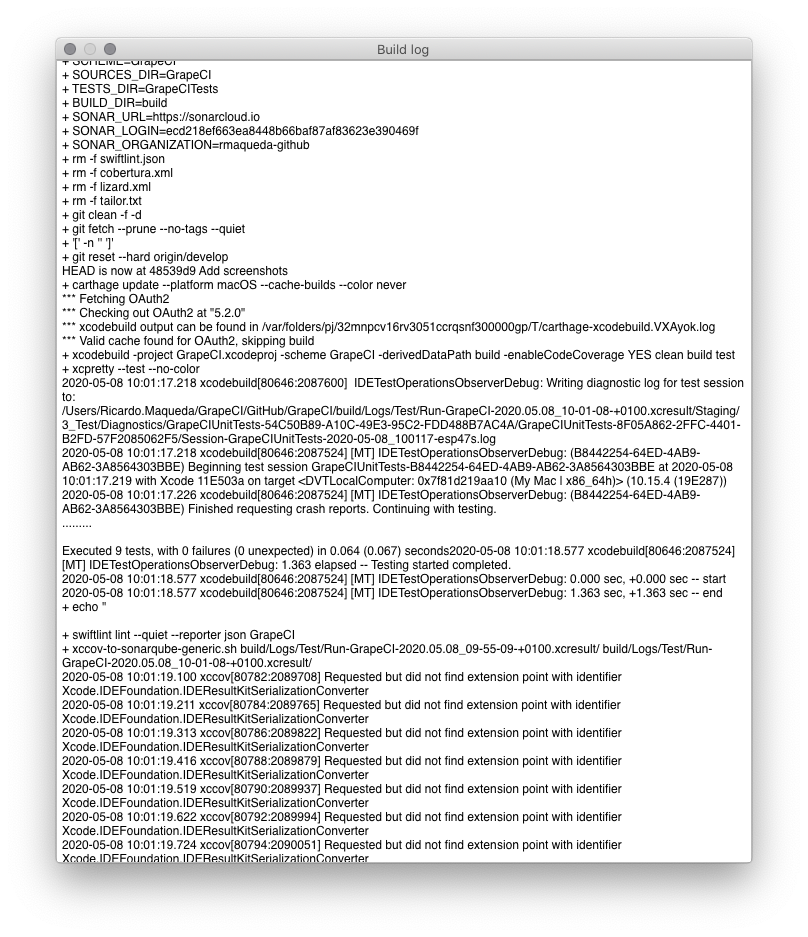 Build log
+ SCHEME=GrapeCI
+ SOURCES_DIR=GrapeCI
+ TESTS_DIR=GrapeCITests
+ BUILD_DIR=build
+ SONAR_URL=https://sonarcloud.io
+ SONAR_LOGIN=ecd218ef663ea8448b66baf87af83623e390469f
+ SONAR_ORGANIZATION=rmaqueda-github
+ rm -f swiftlint.json
+ rm -f cobertura.xml
+ rm -f lizard.xml
+ rm -f tailor.txt
+ git clean -f -d
+ git fetch --prune --no-tags --quiet
+ '[' -n '' ']'
+ git reset --hard origin/develop
HEAD is now at 48539d9 Add screenshots
+ carthage update --platform macOS --cache-builds --color never
*** Fetching OAuth2
*** Checking out OAuth2 at "5.2.0"
*** xcodebuild output can be found in /var/folders/pj/32mnpcv16rv3051ccrqsnf300000gp/T/carthage-xcodebuild.VXAyok.log
*** Valid cache found for OAuth2, skipping build
+ xcodebuild -project GrapeCI.xcodeproj -scheme GrapeCI -derivedDataPath build -enableCodeCoverage YES clean build test
+ xcpretty --test --no-color
2020-05-08 10:01:17.218 xcodebuild[80646:2087600]  IDETestOperationsObserverDebug: Writing diagnostic log for test session
to:
/Users/Ricardo.Maqueda/GrapeCI/GitHub/GrapeCI/build/Logs/Test/Run-GrapeCI-2020.05.08_10-01-08-+0100.xcresult/Staging/
3_Test/Diagnostics/GrapeCIUnitTests-54C50B89-A10C-49E3-95C2-FDD488B7AC4A/GrapeCIUnitTests-8F05A862-2FFC-4401-
B2FD-57F2085062F5/Session-GrapeCIUnitTests-2020-05-08_100117-esp47s.log
2020-05-08 10:01:17.218 xcodebuild[80646:2087524] [MT] IDETestOperationsObserverDebug: (B8442254-64ED-4AB9-
AB62-3A8564303BBE) Beginning test session GrapeCIUnitTests-B8442254-64ED-4AB9-AB62-3A8564303BBE at 2020-05-08
10:01:17.219 with Xcode 11E503a on target <DVTLocalComputer: 0x7f81d219aa10 (My Mac | x86_64h)> (10.15.4 (19E287))
2020-05-08 10:01:17.226 xcodebuild[80646:2087524] [MT] IDETestOperationsObserverDebug: (B8442254-64ED-4AB9-
AB62-3A8564303BBE) Finished requesting crash reports. Continuing with testing.
.........
Executed 9 tests, with 0 failures (0 unexpected) in 0.064 (0.067) seconds2020-05-08 10:01:18.577 xcodebuild[80646:2087524]
[MT] IDETestOperationsObserverDebug: 1.363 elapsed -- Testing started completed.
2020-05-08 10:01:18.577 xcodebuild[80646:2087524] [MT] IDETestOperationsObserverDebug: 0.000 sec, +0.000 sec -- start
2020-05-08 10:01:18.577 xcodebuild[80646:2087524] [MT] IDETestOperationsObserverDebug: 1.363 sec, +1.363 sec -- end
+ echo ''
+ swiftlint lint --quiet --reporter json GrapeCI
+ xccov-to-sonarqube-generic.sh build/Logs/Test/Run-GrapeCI-2020.05.08_09-55-09-+0100.xcresult/ build/Logs/Test/Run-
GrapeCI-2020.05.08_10-01-08-+0100.xcresult/
2020-05-08 10:01:19.100 xccov[80782:2089708] Requested but did not find extension point with identifier
Xcode.IDEFoundation.IDEResultKitSerializationConverter
2020-05-08 10:01:19.211 xccov[80784:2089765] Requested but did not find extension point with identifier
Xcode.IDEFoundation.IDEResultKitSerializationConverter
2020-05-08 10:01:19.313 xccov[80786:2089822] Requested but did not find extension point with identifier
Xcode.IDEFoundation.IDEResultKitSerializationConverter
2020-05-08 10:01:19.416 xccov[80788:2089879] Requested but did not find extension point with identifier
Xcode.IDEFoundation.IDEResultKitSerializationConverter
2020-05-08 10:01:19.519 xccov[80790:2089937] Requested but did not find extension point with identifier
Xcode.IDEFoundation.IDEResultKitSerializationConverter
2020-05-08 10:01:19.622 xccov[80792:2089994] Requested but did not find extension point with identifier
Xcode.IDEFoundation.IDEResultKitSerializationConverter
2020-05-08 10:01:19.724 xccov[80794:2090051] Requested but did not find extension point with identifier
Xcode.IDEFoundation.IDEResultKitSerializationConverter